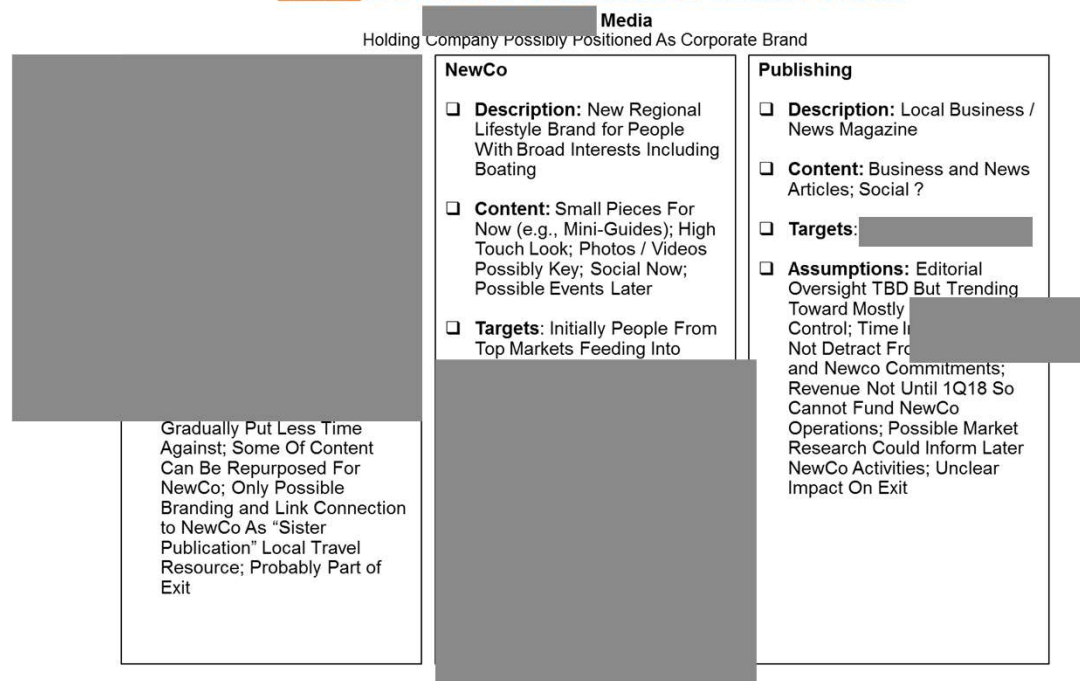 Media
Holding Company Possibly Positioned As Corporate Brand
Gradually Put Less Time
Against; Some Of Content
Can Be Repurposed For
NewCo; Only Possible
Branding and Link Connection
to NewCo As “Sister
Publication” Local Travel
Resource; Probably Part of
Exit
NewCo
❑ Description: New Regional
Lifestyle Brand for People
With Broad Interests Including
Boating
❑ Content: Small Pieces For
Now (e.g., Mini-Guides); High
Touch Look; Photos / Videos
Possibly Key; Social Now;
Possible Events Later
❑ Targets: Initially People From
Top Markets Feeding Into
Publishing
❑ Description: Local Business /
News Magazine
❑ Content: Business and News
Articles; Social ?
❑ Targets:
❑ Assumptions: Editorial
Oversight TBD But Trending
Toward Mostly
Control; Time
Not Detract
and Newco Commitments;
Revenue Not Until 1Q18 So
Cannot Fund NewCo
Operations; Possible Market
Research Could Inform Later
NewCo Activities; Unclear
Impact On Exit